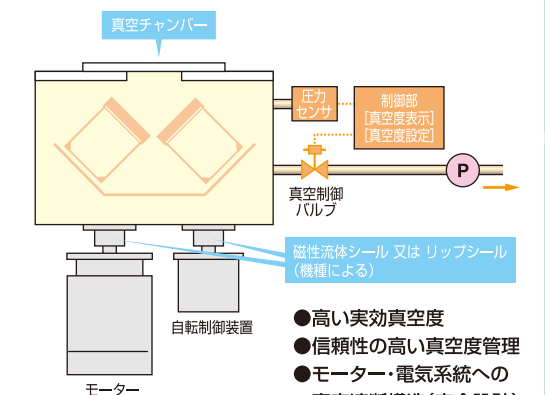 真空チャンバー
圧力
センサ
制御部
[真空度表示]
[真空度設定]
P
真空制御
バルブ
磁性流体シール 又は リップシール
（機種による）
自転制御装置
モーター
●高い実効真空度
●信頼性の高い真空度管理
●モーター・電気系統への